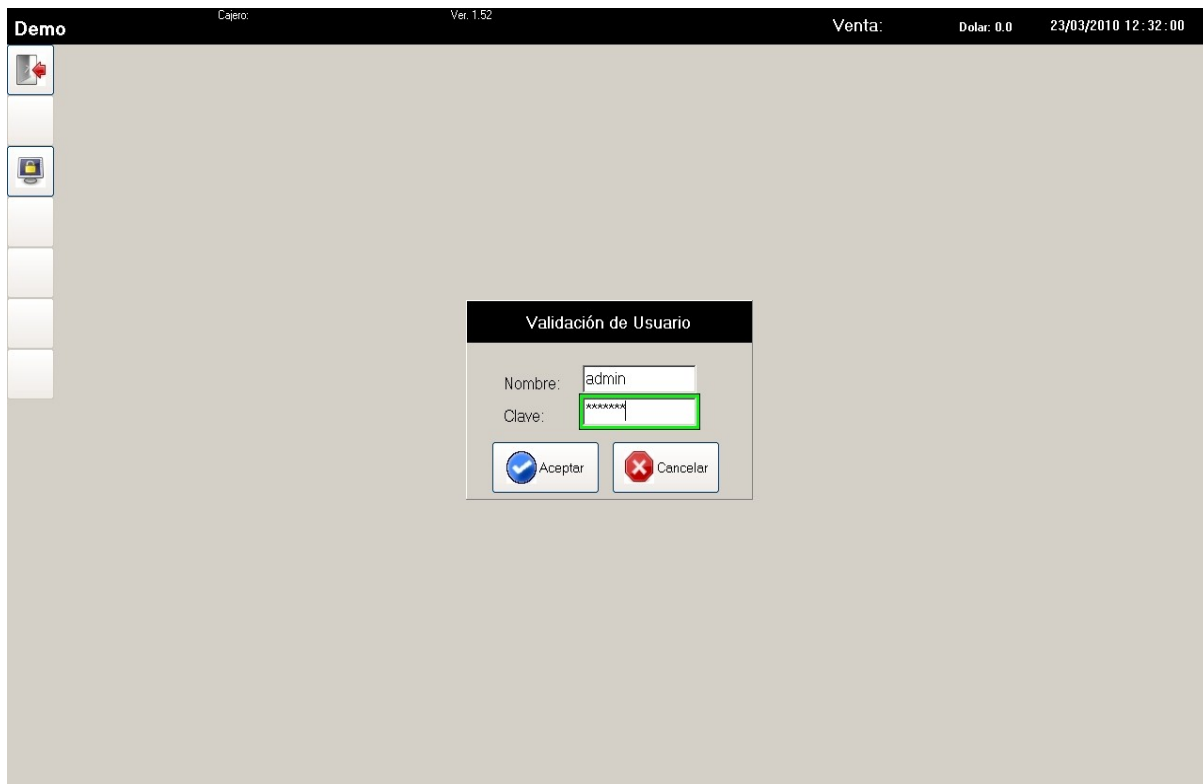 Demo
Cajero:
Ver. 1.52
Venta:
Dolar: 0.0
23/03/2010 12:32:00
Validación de Usuario
Nombre: admin
Clave: *******
Aceptar
Cancelar